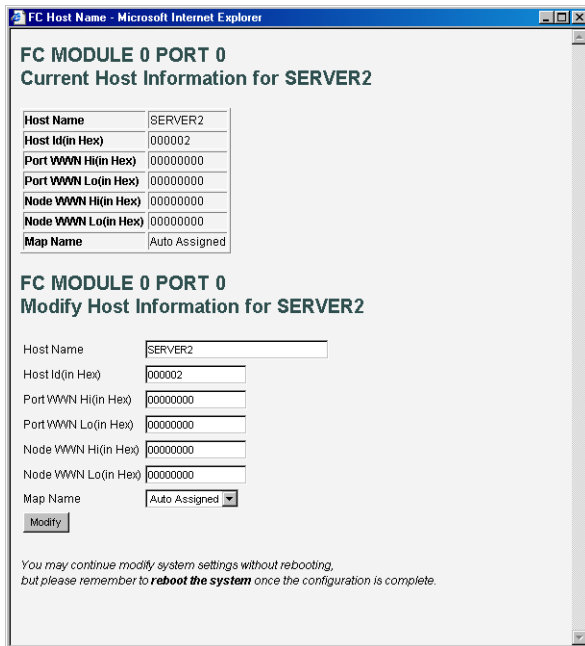 FC Host Name - Microsoft Internet Explorer
FC MODULE 0 PORT 0
Current Host Information for SERVER2
Host Name SERVER2
Host Id(in Hex) 000002
Port WWN Hi(in Hex) 00000000
Port WWN Lo(in Hex) 00000000
Node WWN Hi(in Hex) 00000000
Node WWN Lo(in Hex) 00000000
Map Name Auto Assigned
FC MODULE 0 PORT 0
Modify Host Information for SERVER2
Host Name SERVER2
Host Id(in Hex) 000002
Port WWN Hi(in Hex) 00000000
Port WWN Lo(in Hex) 00000000
Node WWN Hi(in Hex) 00000000
Node WWN Lo(in Hex) 00000000
Map Name Auto Assigned
Modify
You may continue modify system settings without rebooting,
but please remember to reboot the system once the configuration is complete.